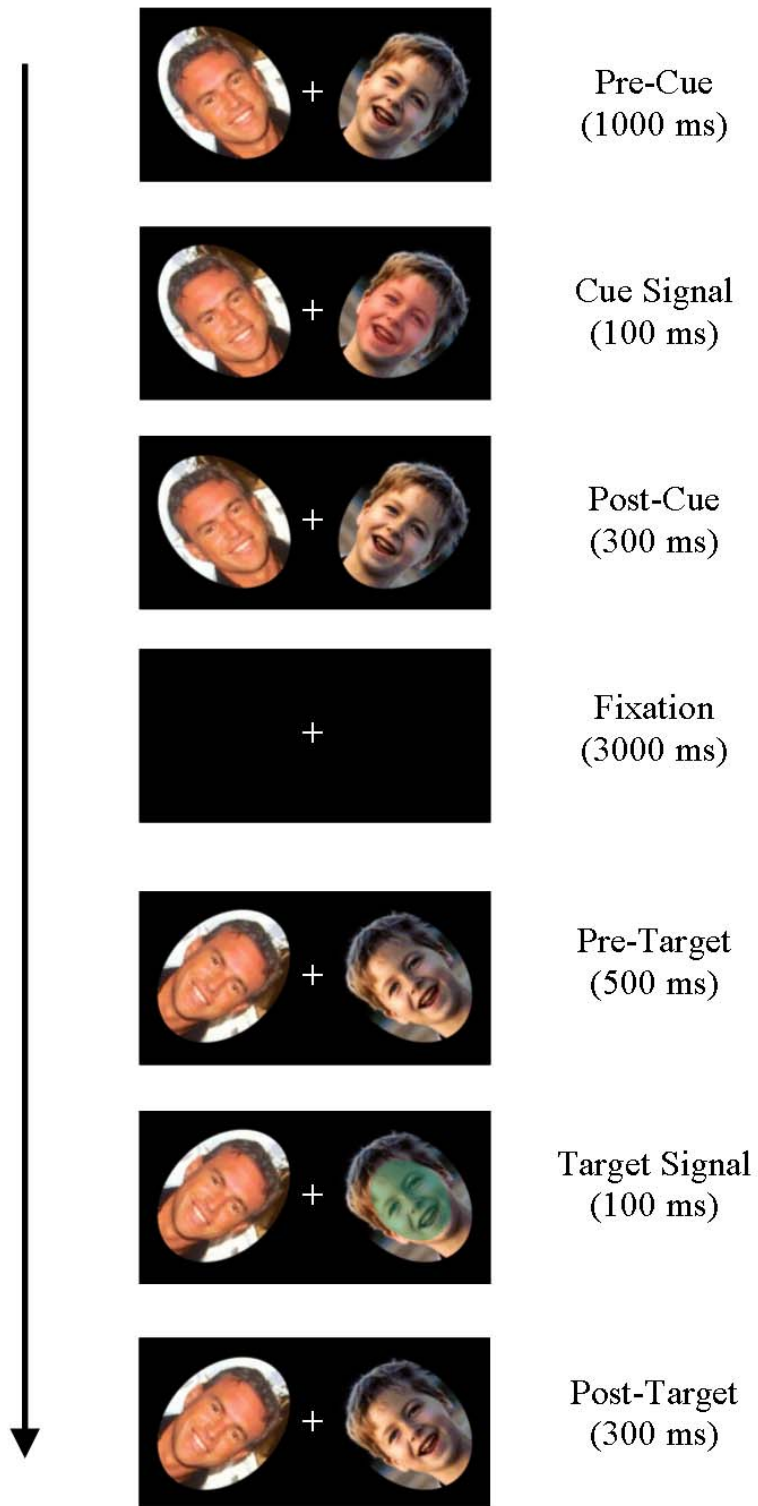 Pre-Cue
(1000 ms)
Cue Signal
(100 ms)
Post-Cue
(300 ms)
Fixation
(3000 ms)
Pre-Target
(500 ms)
Target Signal
(100 ms)
Post-Target
(300 ms)